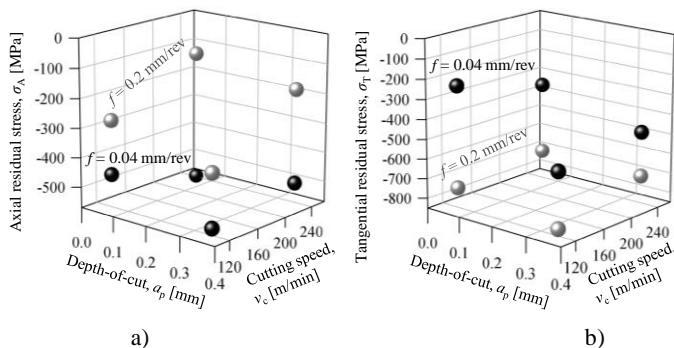 Axial residual stress, σA [MPa]
0
-100
-200
-300
-400
-500
f = 0.2 mm/rev
f = 0.04 mm/rev
0.0
0.1
0.2
0.3
0.4
Depth-of-cut, ap [mm]
120
160
200
240
Cutting speed,
vc [m/min]
a)
Tangential residual stress, σT [MPa]
0
-100
-200
-300
-400
-500
-600
-700
-800
f = 0.04 mm/rev
f = 0.2 mm/rev
0.0
0.1
0.2
0.3
0.4
Depth-of-cut, ap [mm]
120
160
200
240
Cutting speed,
vc [m/min]
b)